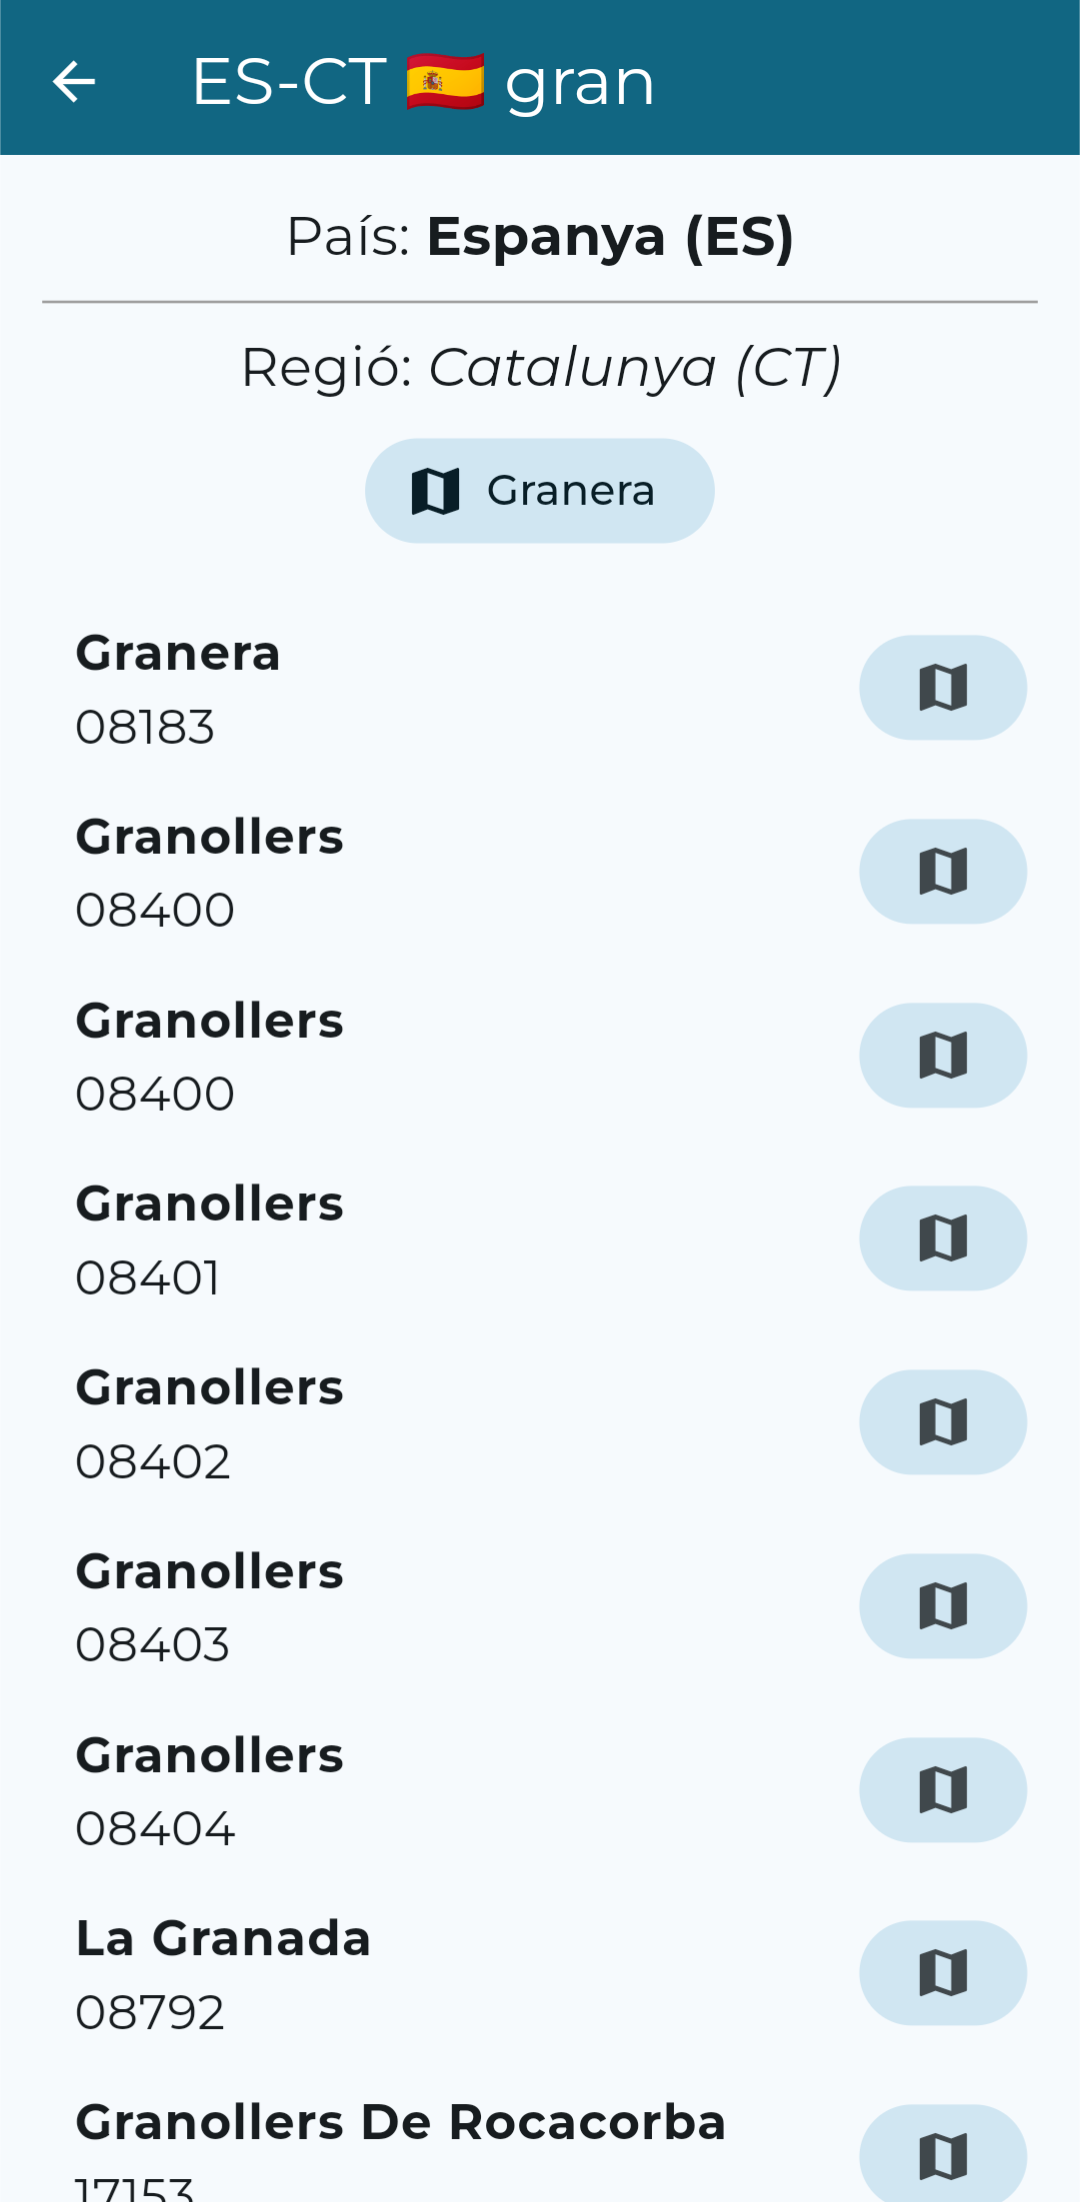 ES-CT 🇪🇸 gran
País: Espanya (ES)
Regió: Catalunya (CT)
Granera
Granera
08183
Granollers
08400
Granollers
08400
Granollers
08401
Granollers
08402
Granollers
08403
Granollers
08404
La Granada
08792
Granollers De Rocacorba
17153